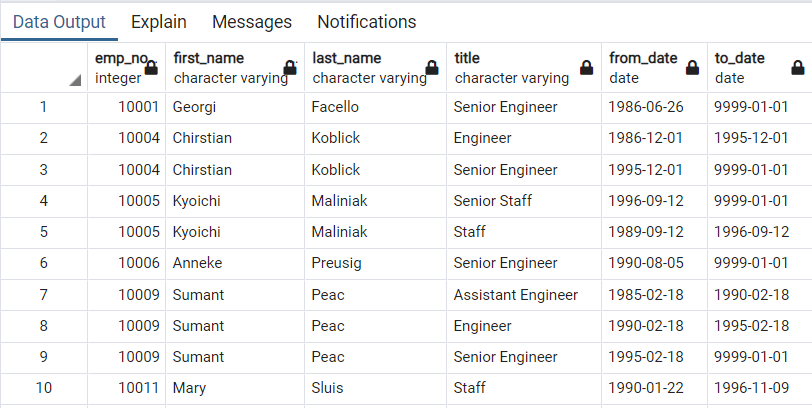 Data Output Explain Messages Notifications
emp_no first_name last_name title from_date to_date
integer character varying character varying character varying date date
1 10001 Georgi Facello Senior Engineer 1986-06-26 9999-01-01
2 10004 Chirstian Koblick Engineer 1986-12-01 1995-12-01
3 10004 Chirstian Koblick Senior Engineer 1995-12-01 9999-01-01
4 10005 Kyoichi Maliniak Senior Staff 1996-09-12 9999-01-01
5 10005 Kyoichi Maliniak Staff 1989-09-12 1996-09-12
6 10006 Anneke Preusig Senior Engineer 1990-08-05 9999-01-01
7 10009 Sumant Peac Assistant Engineer 1985-02-18 1990-02-18
8 10009 Sumant Peac Engineer 1990-02-18 1995-02-18
9 10009 Sumant Peac Senior Engineer 1995-02-18 9999-01-01
10 10011 Mary Sluis Staff 1990-01-22 1996-11-09